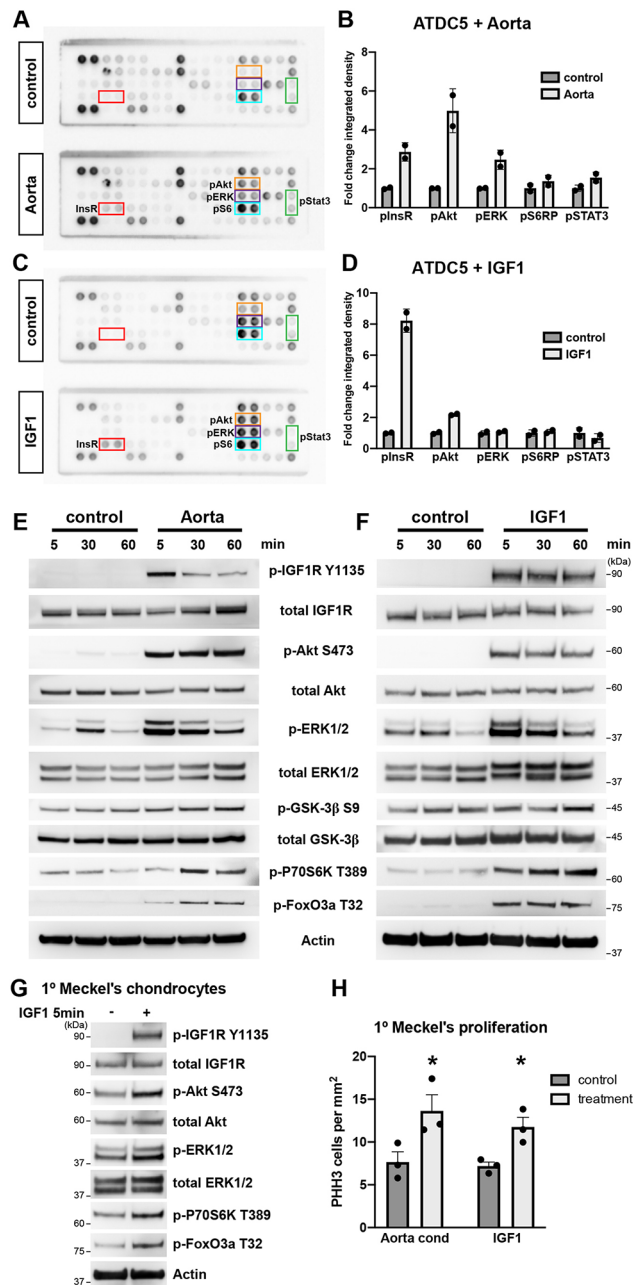 A
control
Aorta
pAkt
pERK
InsR
pS6
pStat3
B
ATDC5 + Aorta
Fold change integrated density
8
6
4
2
0
control
Aorta
pInsR pAkt pERK pS6RP pSTAT3
C
control
IGF1
pAkt
pERK
InsR
pS6
pStat3
D
ATDC5 + IGF1
Fold change integrated density
10
8
6
4
2
0
control
IGF1
pInsR pAkt pERK pS6RP pSTAT3
E
control Aorta
5 30 60 5 30 60 min
F
control IGF1
5 30 60 5 30 60 min
(kDa)
p-IGF1R Y1135
90
total IGF1R
90
p-Akt S473
60
total Akt
60
p-ERK1/2
37
total ERK1/2
37
p-GSK-3β S9
45
total GSK-3β
45
p-P70S6K T389
60
p-FoxO3a T32
75
Actin
37
G 1º Meckel's chondrocytes
IGF1 5min - +
(kDa)
90 p-IGF1R Y1135
90 total IGF1R
60 p-Akt S473
60 total Akt
p-ERK1/2
37
total ERK1/2
37
p-P70S6K T389
60
p-FoxO3a T32
75
Actin
37
H
1º Meckel's proliferation
PHH3 cells per mm2
20
15
10
5
0
* *
control
treatment
Aorta cond IGF1